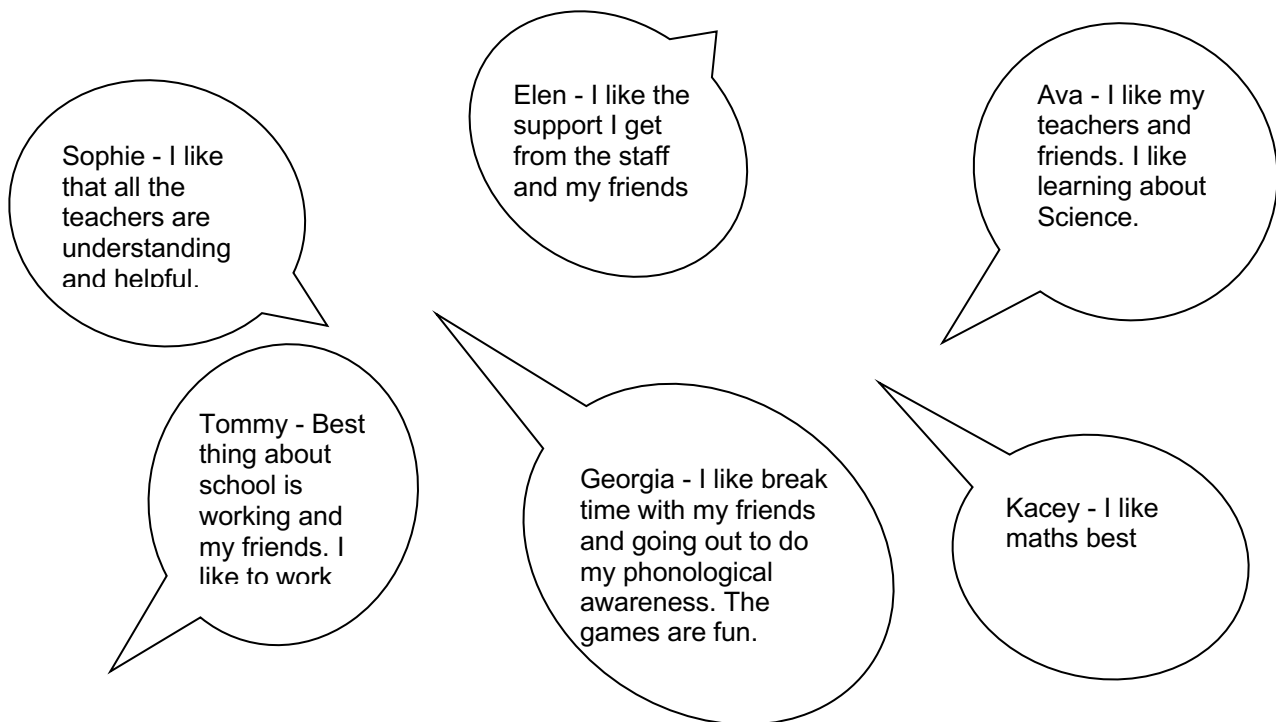 Sophie - I like
that all the
teachers are
understanding
and helpful.
Elen - I like the
support I get
from the staff
and my friends
Ava - I like my
teachers and
friends. I like
learning about
Science.
Tommy - Best
thing about
school is
working and
my friends. I
like to work
Georgia - I like break
time with my friends
and going out to do
my phonological
awareness. The
games are fun.
Kacey - I like
maths best